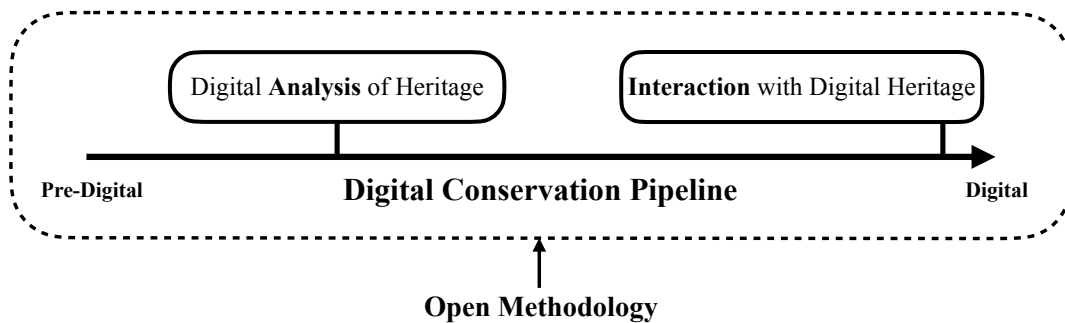 Digital Analysis of Heritage
Interaction with Digital Heritage
Pre-Digital
Digital Conservation Pipeline
Digital
Open Methodology